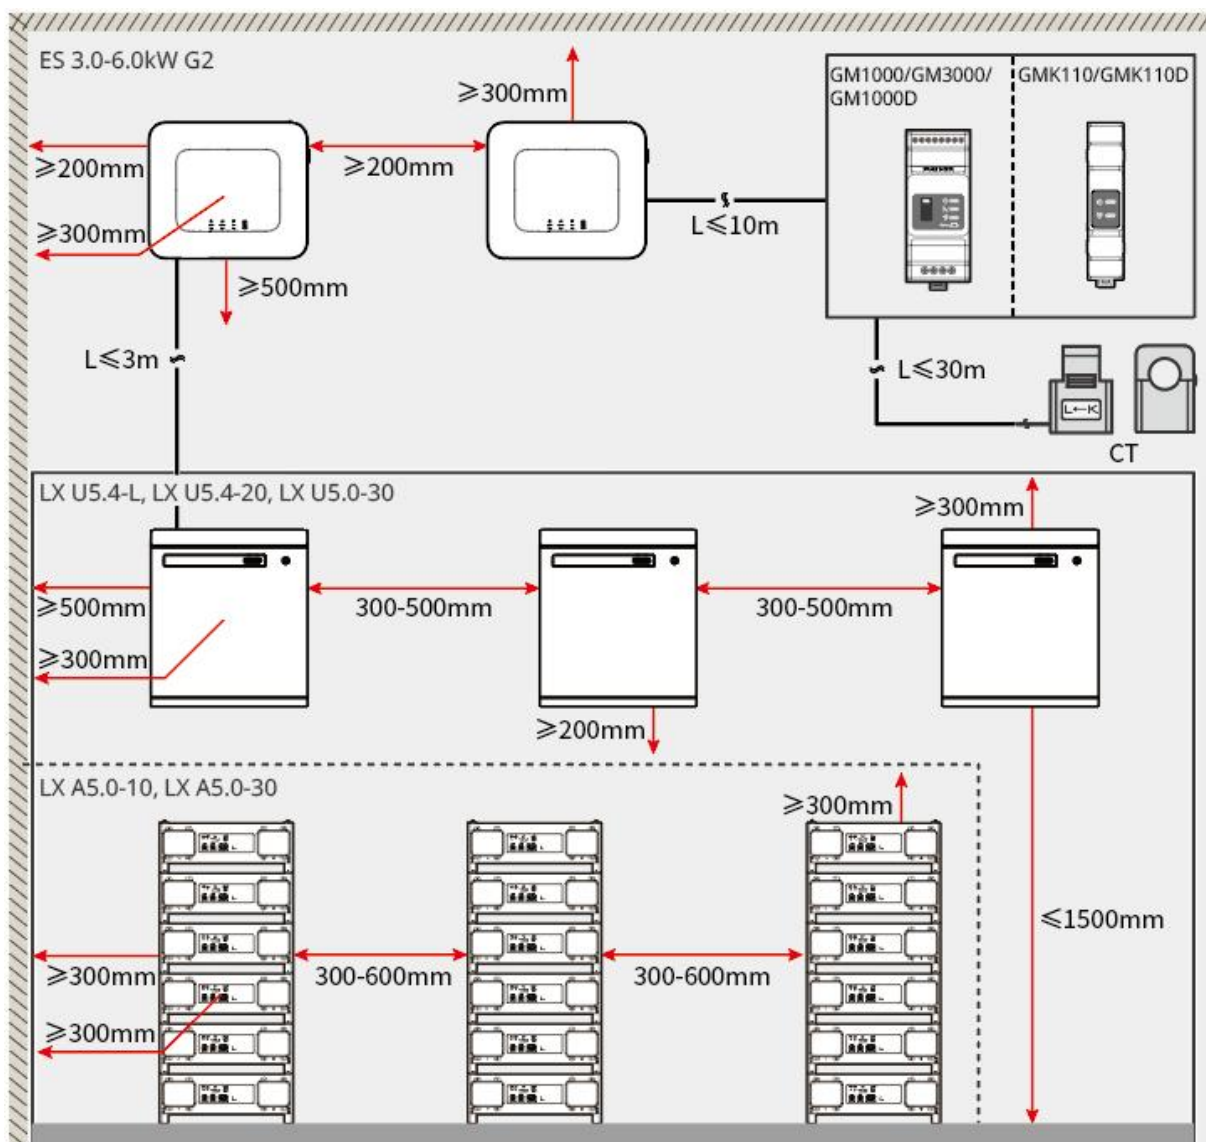 ES 3.0-6.0kW G2
≥300mm
GM1000/GM3000/
GM1000D
GMK110/GMK110D
≥200mm
≥200mm
≥300mm
L≤10m
≥500mm
L≤3m
L≤30m
L←K
CT
LX U5.4-L, LX U5.4-20, LX U5.0-30
≥300mm
≥500mm
300-500mm
300-500mm
≥300mm
≥200mm
LX A5.0-10, LX A5.0-30
≥300mm
≤1500mm
≥300mm
300-600mm
300-600mm
≥300mm